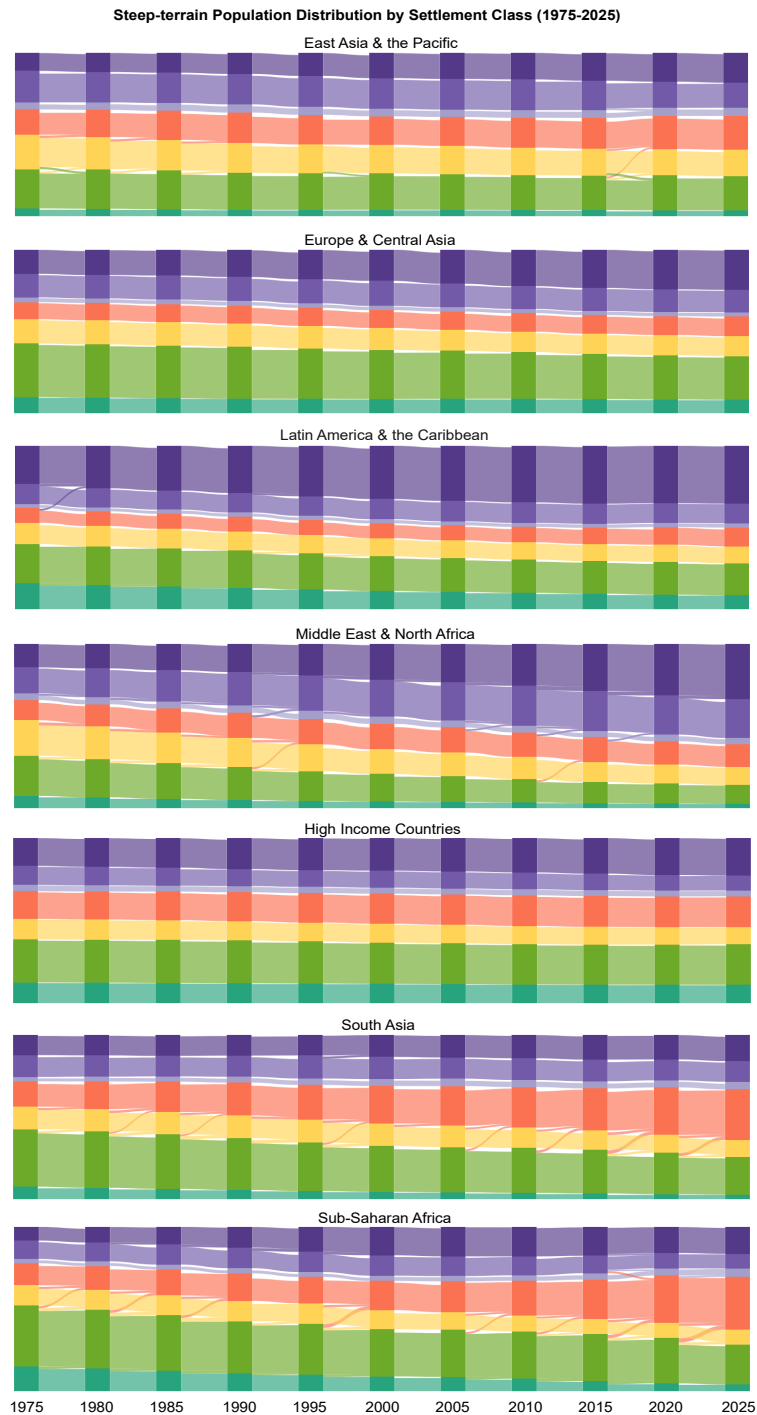 Steep-terrain Population Distribution by Settlement Class (1975-2025)
East Asia & the Pacific
Europe & Central Asia
Latin America & the Caribbean
Middle East & North Africa
High Income Countries
South Asia
Sub-Saharan Africa
1975 1980 1985 1990 1995 2000 2005 2010 2015 2020 2025